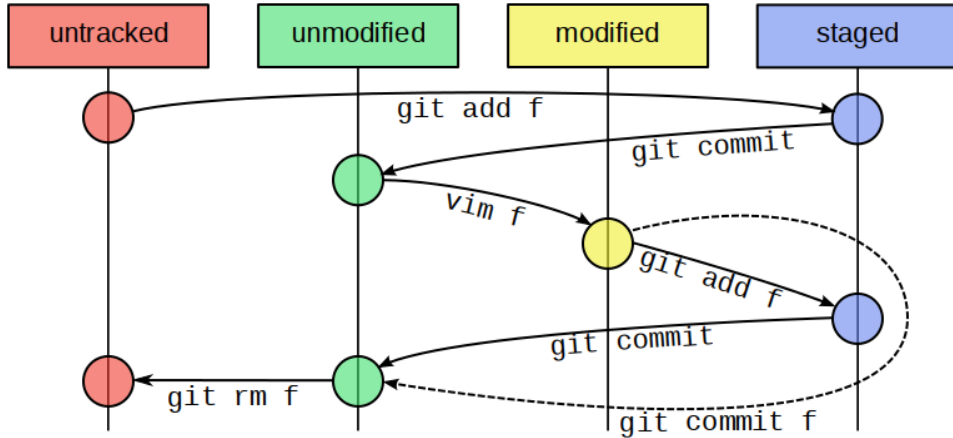 untracked
unmodified
modified
staged
git add f
git commit
vim f
git add f
git commit
git rm f
git commit f